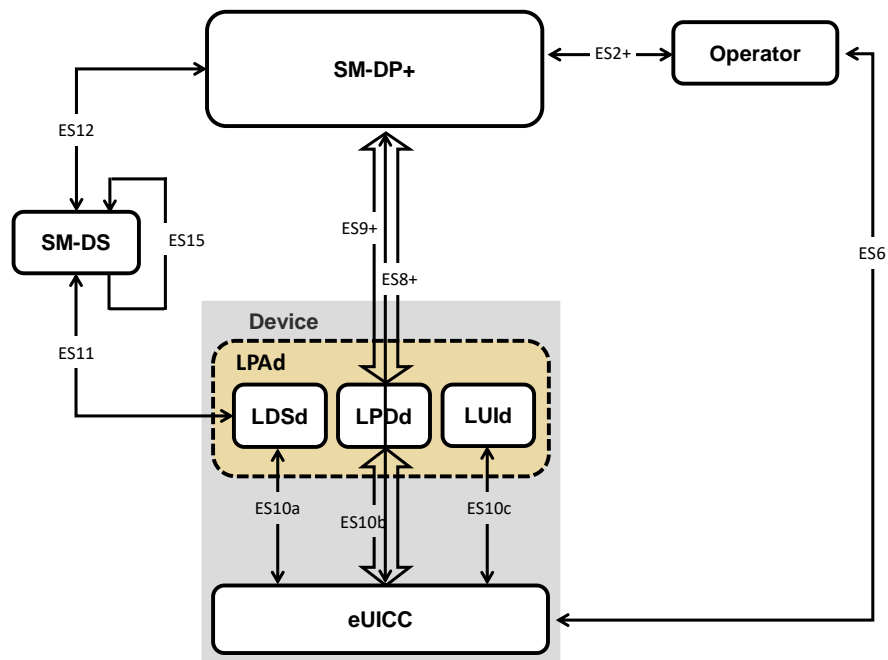 SM-DP+
ES2+
Operator
ES12
SM-DS
ES15
ES9+
ES8+
ES6
ES11
Device
LPAd
LDSd
LPDd
LUId
ES10a
ES10b
ES10c
eUICC